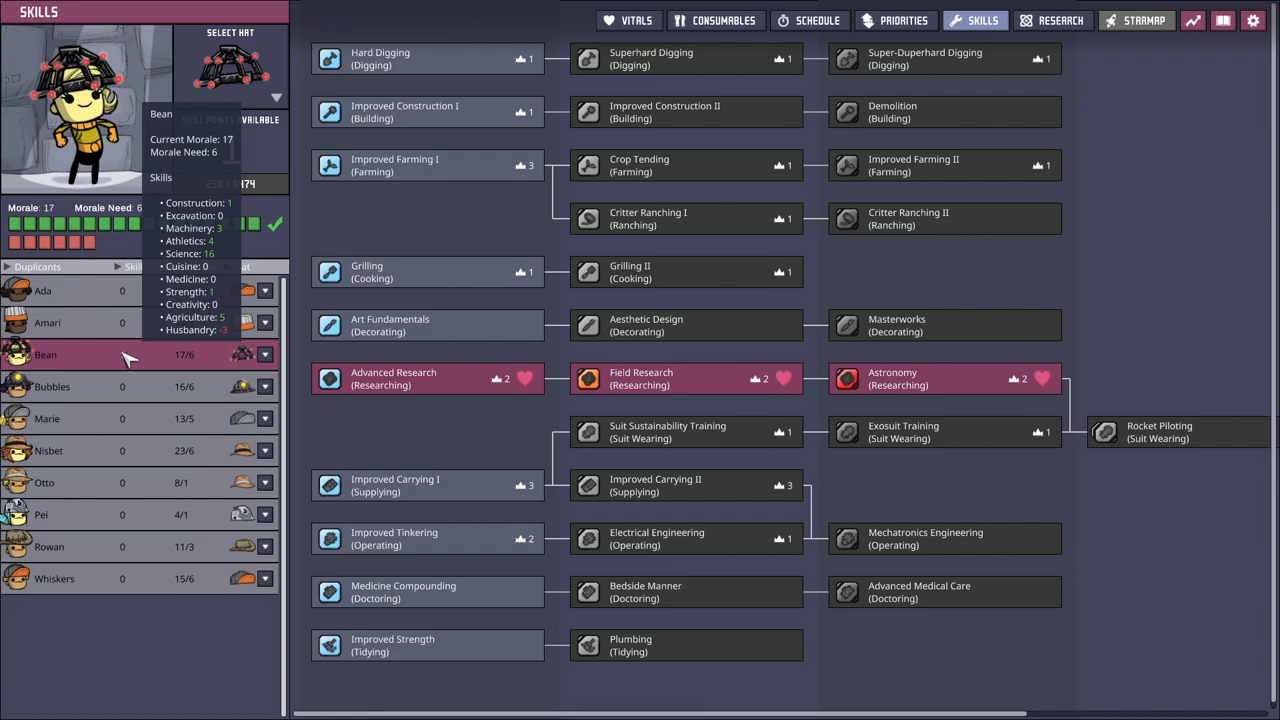 SKILLS
VITALS
CONSUMABLES
SCHEDULE
PRIORITIES
SKILLS
RESEARCH
STARMAP
SELECT HAT
Bean
Current Morale: 17
Morale Need: 6
Skills
• Construction: 1
• Excavation: 0
• Machinery: 3
• Athletics: 4
• Science: 16
• Cuisine: 0
• Medicine: 0
• Strength: 1
• Creativity: 0
• Agriculture: 5
• Husbandry: -3
SKILL POINTS AVAILABLE
Morale: 17
Morale Need: 6
Duplicants
Ada 0
Amari 0
Bean 17/6
Bubbles 0 16/6
Marie 0 13/5
Nisbet 0 23/6
Otto 0 8/1
Pei 0 4/1
Rowan 0 11/3
Whiskers 0 15/6
Hard Digging
(Digging)
1
Superhard Digging
(Digging)
1
Super-Duperhard Digging
(Digging)
1
Improved Construction I
(Building)
1
Improved Construction II
(Building)
Demolition
(Building)
Improved Farming I
(Farming)
3
Crop Tending
(Farming)
1
Improved Farming II
(Farming)
1
Critter Ranching I
(Ranching)
1
Critter Ranching II
(Ranching)
Grilling
(Cooking)
1
Grilling II
(Cooking)
1
Art Fundamentals
(Decorating)
Aesthetic Design
(Decorating)
Masterworks
(Decorating)
Advanced Research
(Researching)
2
Field Research
(Researching)
2
Astronomy
(Researching)
2
Suit Sustainability Training
(Suit Wearing)
1
Exosuit Training
(Suit Wearing)
1
Rocket Piloting
(Suit Wearing)
Improved Carrying I
(Supplying)
3
Improved Carrying II
(Supplying)
3
Improved Tinkering
(Operating)
2
Electrical Engineering
(Operating)
1
Mechatronics Engineering
(Operating)
Medicine Compounding
(Doctoring)
Bedside Manner
(Doctoring)
Advanced Medical Care
(Doctoring)
Improved Strength
(Tidying)
Plumbing
(Tidying)